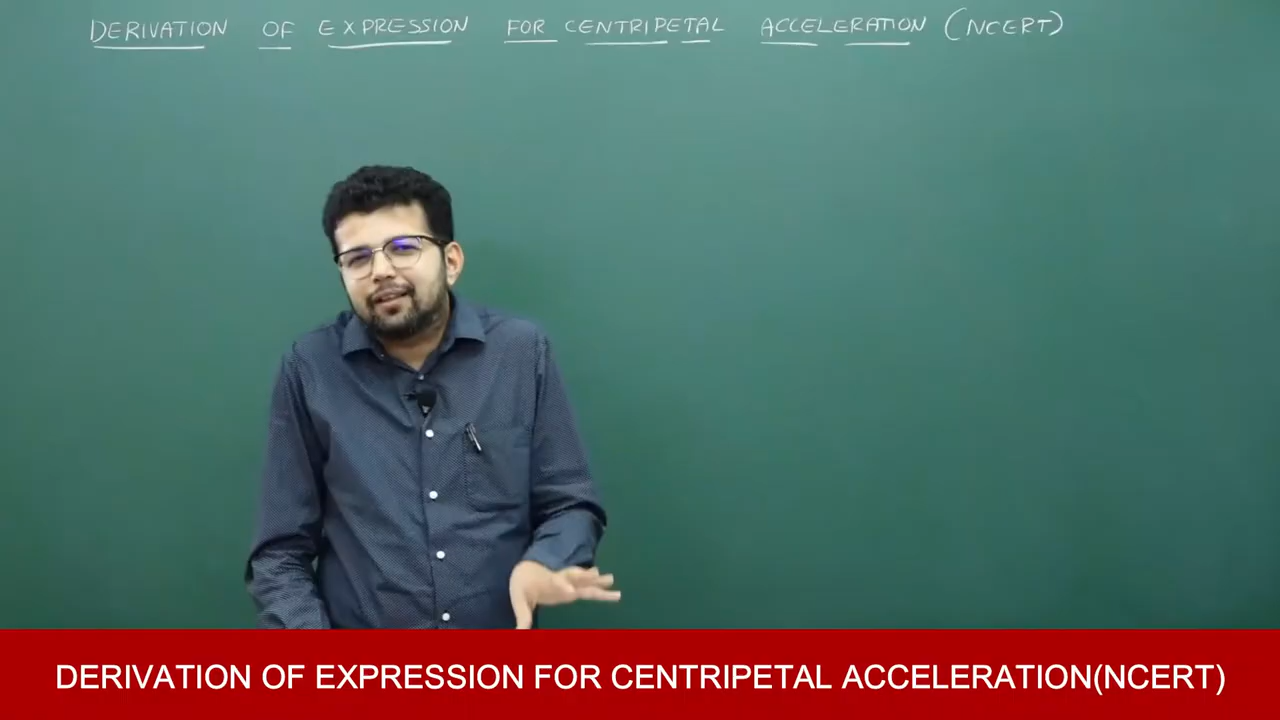 DERIVATION OF EXPRESSION FOR CENTRIPETAL ACCELERATION (NCERT)
DERIVATION OF EXPRESSION FOR CENTRIPETAL ACCELERATION(NCERT)